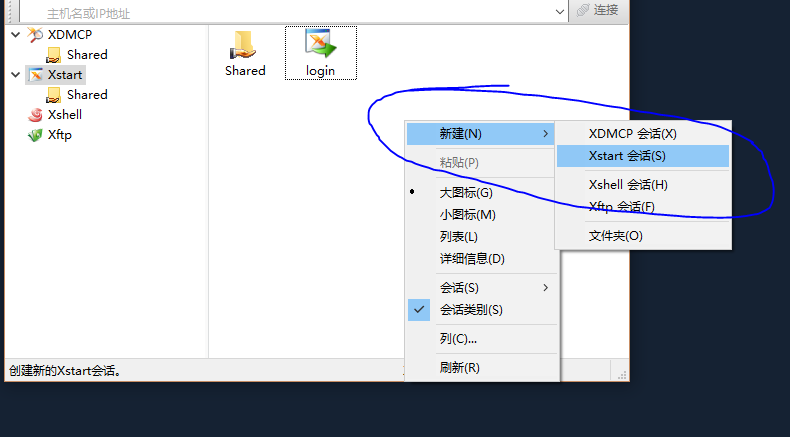 主机名或IP地址
连接
XDMCP
Shared
Xstart
Shared
Xshell
Xftp
Shared
login
新建(N)
粘贴(P)
大图标(G)
小图标(M)
列表(L)
详细信息(D)
会话(S)
会话类别(S)
列(C)...
刷新(R)
XDMCP 会话(X)
Xstart 会话(S)
Xshell 会话(H)
Xftp 会话(F)
文件夹(O)
创建新的Xstart会话。